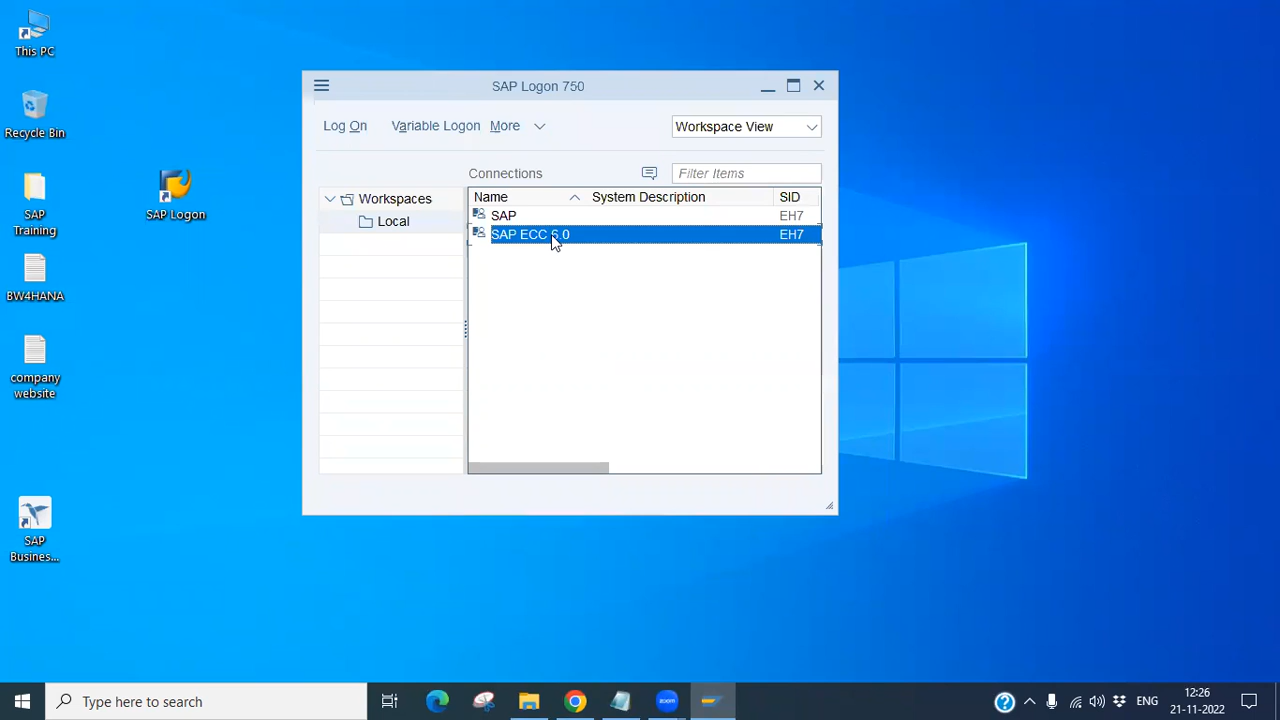 This PC
Recycle Bin
SAP
Training
BW4HANA
company
website
SAP
Busines...
SAP Logon
SAP Logon 750
Log On
Variable Logon
More
Workspace View
Connections
Filter Items
Workspaces
Local
Name
System Description
SID
SAP
EH7
SAP ECC 6.0
EH7
Type here to search
zoom
ENG
12:26
21-11-2022